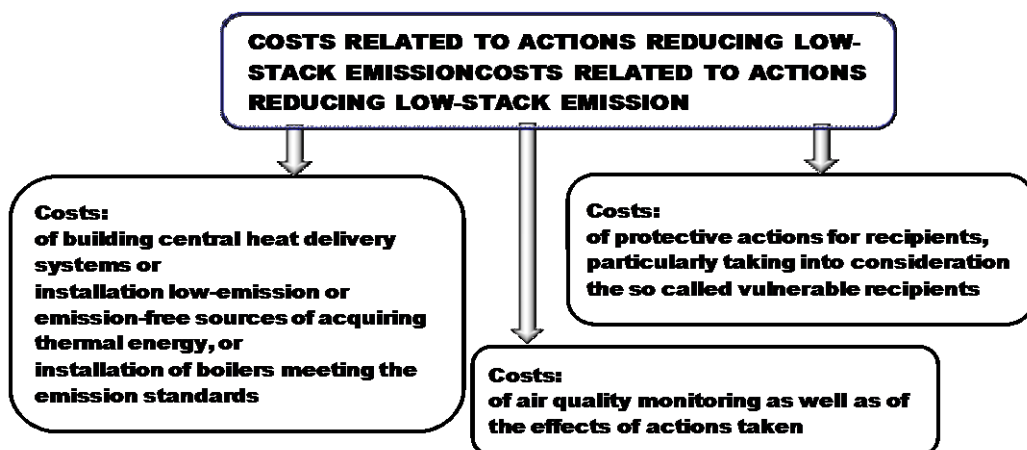 COSTS RELATED TO ACTIONS REDUCING LOW-
STACK EMISSIONCOSTS RELATED TO ACTIONS
REDUCING LOW-STACK EMISSION
Costs:
of building central heat delivery
systems or
installation low-emission or
emission-free sources of acquiring
thermal energy, or
installation of boilers meeting the
emission standards
Costs:
of protective actions for recipients,
particularly taking into consideration
the so called vulnerable recipients
Costs:
of air quality monitoring as well as of
the effects of actions taken